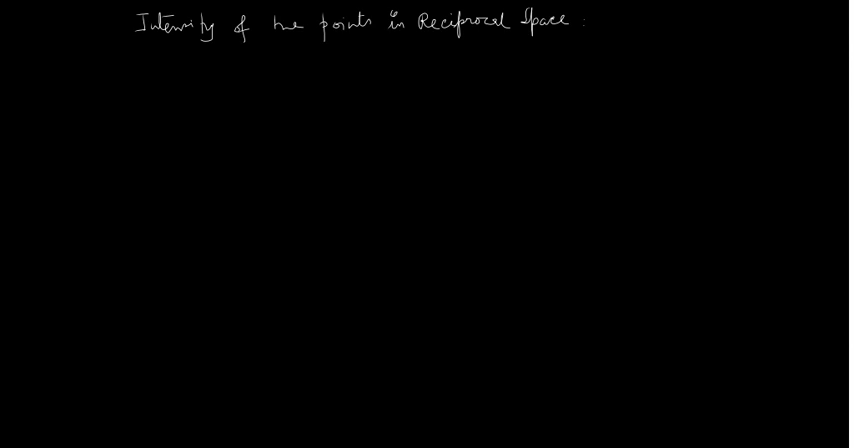 Intensity of the points in Reciprocal Space :